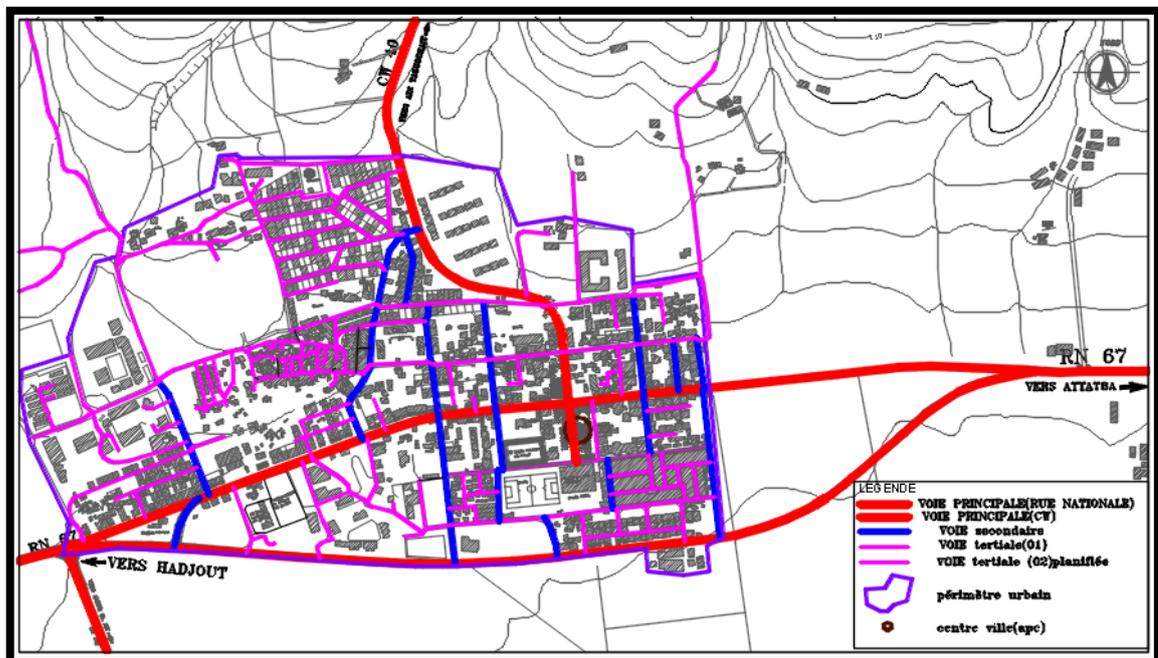 CW 40
RN 67
VERS ATTATBA
RN 67
VERS HADJOUT
LEGENDE
VOIE PRINCIPALE(RUE NATIONALE)
VOIE PRINCIPALE(CW)
VOIE secondaire
VOIE tertiale(01)
VOIE tertiale (02)planifiée
périmètre urbain
centre ville(apc)